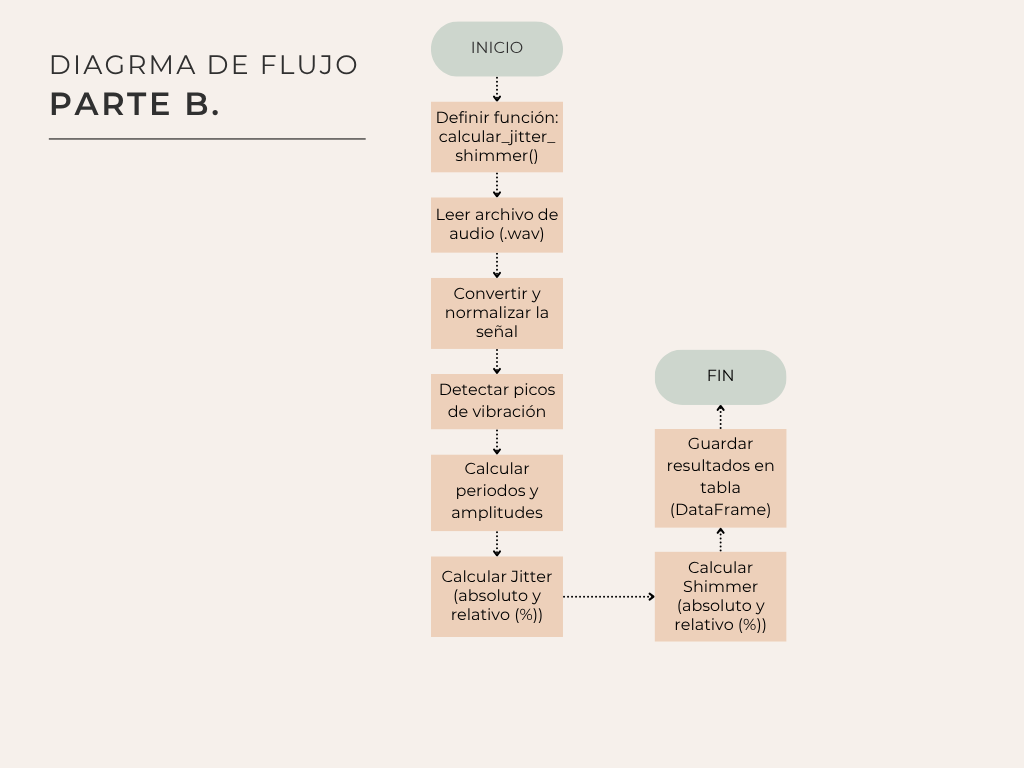 DIAGRMA DE FLUJO
PARTE B.
INICIO
Definir función:
calcular_jitter_
shimmer()
Leer archivo de
audio (.wav)
Convertir y
normalizar la
señal
Detectar picos
de vibración
Calcular
periodos y
amplitudes
Calcular Jitter
(absoluto y
relativo (%))
Calcular
Shimmer
(absoluto y
relativo (%))
Guardar
resultados en
tabla
(DataFrame)
FIN